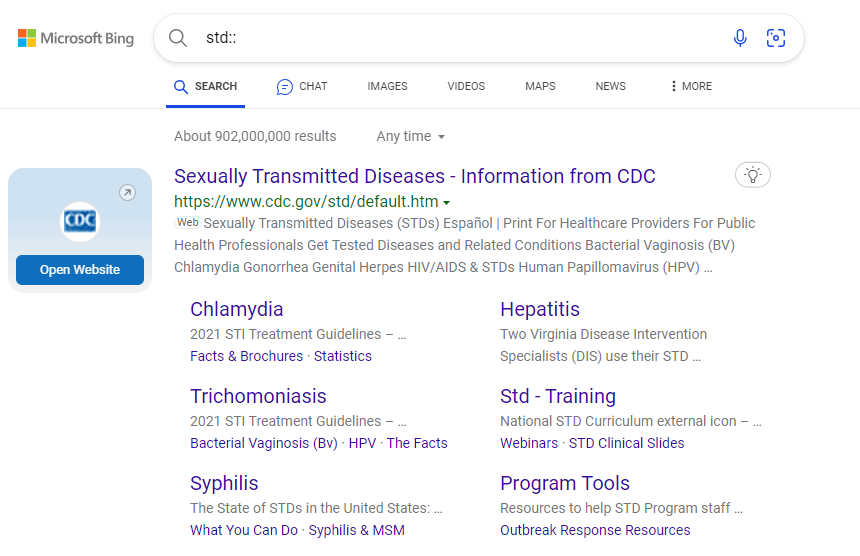 Microsoft Bing
std::
SEARCH CHAT IMAGES VIDEOS MAPS NEWS MORE
About 902,000,000 results Any time
CDC
Open Website
Sexually Transmitted Diseases - Information from CDC
https://www.cdc.gov/std/default.htm
Web Sexually Transmitted Diseases (STDs) Español | Print For Healthcare Providers For Public
Health Professionals Get Tested Diseases and Related Conditions Bacterial Vaginosis (BV)
Chlamydia Gonorrhea Genital Herpes HIV/AIDS & STDs Human Papillomavirus (HPV) ...
Chlamydia
2021 STI Treatment Guidelines – ...
Facts & Brochures · Statistics
Hepatitis
Two Virginia Disease Intervention
Specialists (DIS) use their STD ...
Trichomoniasis
2021 STI Treatment Guidelines – ...
Bacterial Vaginosis (Bv) · HPV · The Facts
Std - Training
National STD Curriculum external icon – ...
Webinars · STD Clinical Slides
Syphilis
The State of STDs in the United States: ...
What You Can Do · Syphilis & MSM
Program Tools
Resources to help STD Program staff ...
Outbreak Response Resources